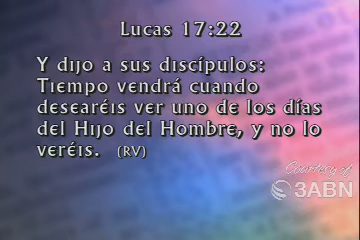 Lucas 17:22
Y dijo a sus discípulos:
Tiempo vendrá cuando
desearéis ver uno de los días
del Hijo del Hombre, y no lo
veréis. (RV)
Courtesy of
3ABN